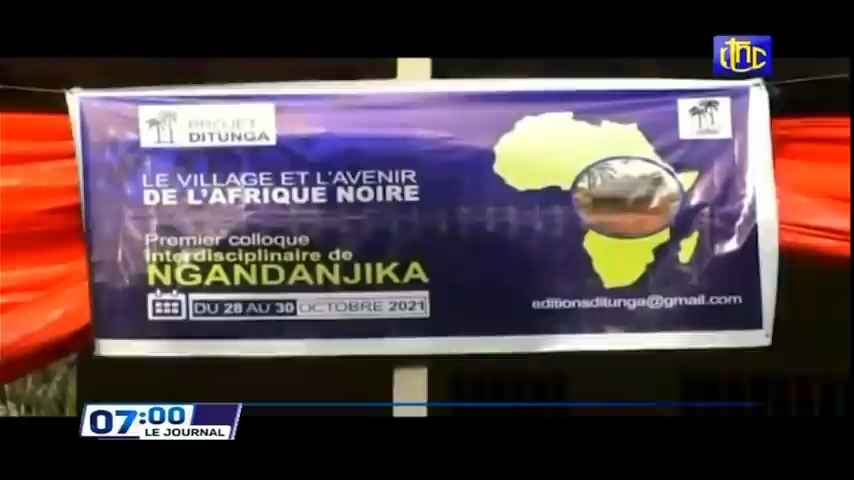 rtnc
PROJET
DITUNGA
LE VILLAGE ET L'AVENIR
DE L'AFRIQUE NOIRE
Premier colloque
interdisciplinaire de
NGANDANJIKA
DU 28 AU 30 OCTOBRE 2021
editionsditunga@gmail.com
07:00
LE JOURNAL